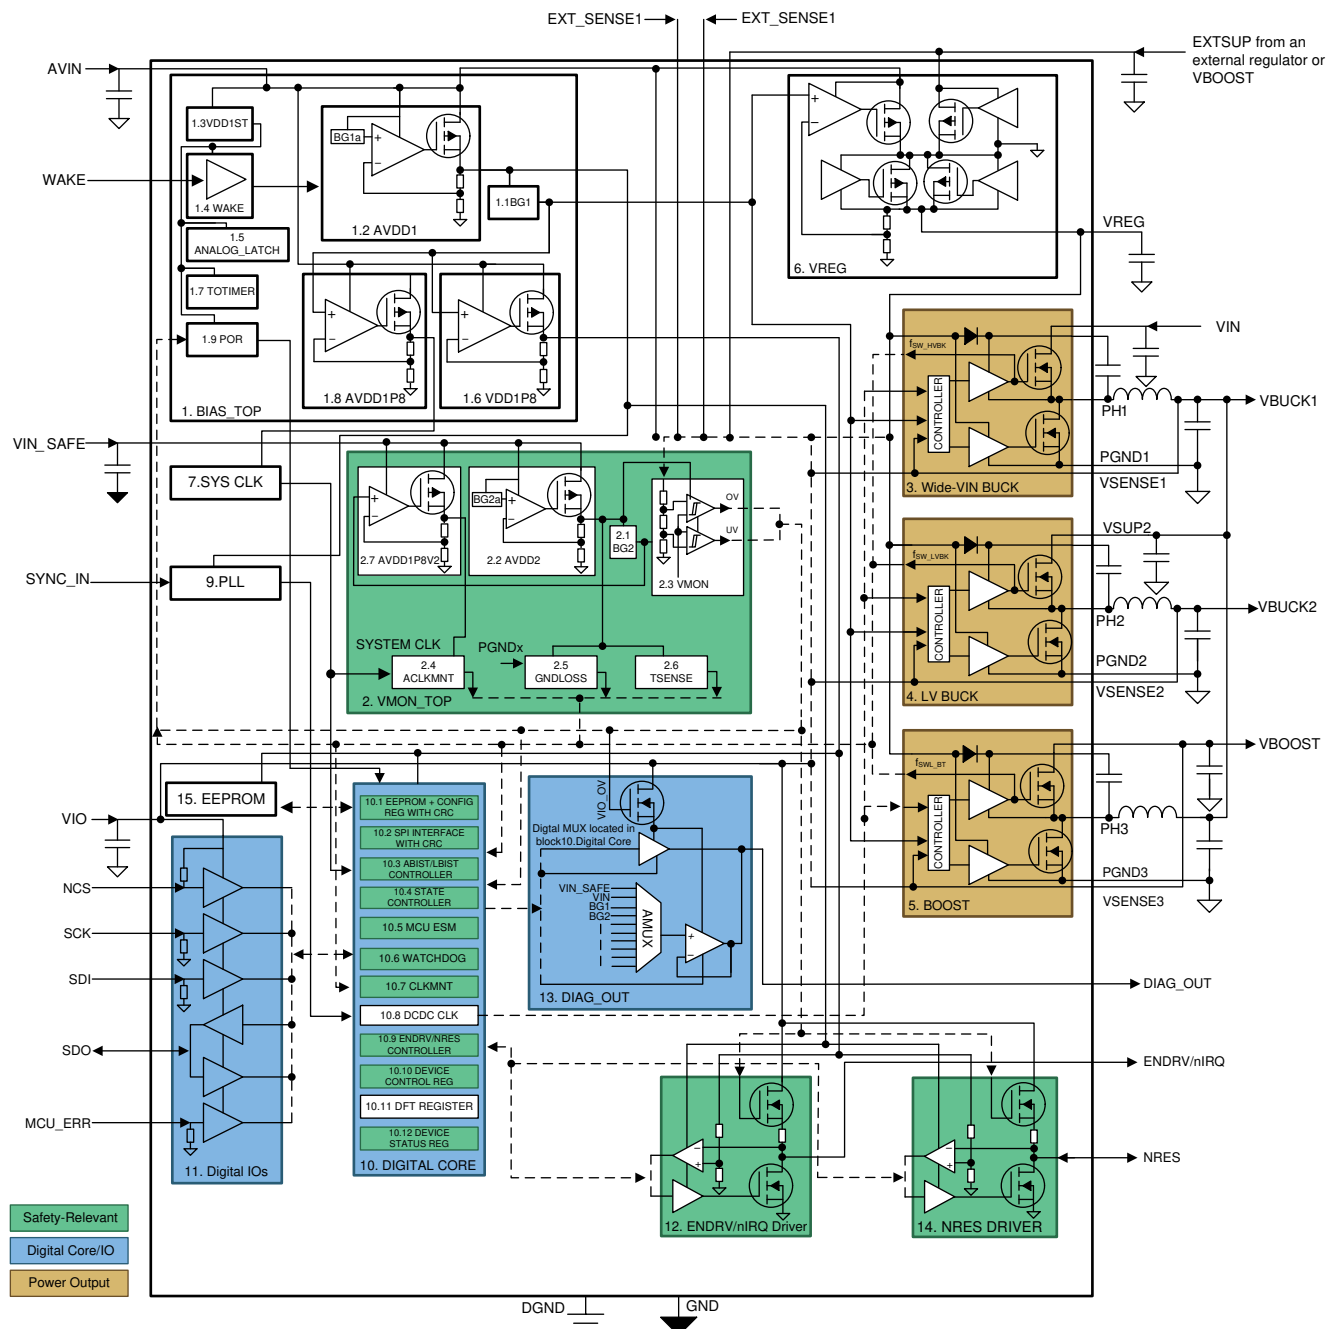 EXT_SENSE1
EXT_SENSE1
EXTSUP from an
external regulator or
VBOOST
AVIN
WAKE
1.3VDD1ST
1.4 WAKE
1.5
ANALOG_LATCH
1.7 TOTIMER
1.9 POR
BG1a
+
−
1.2 AVDD1
1.1BG1
+
−
1.8 AVDD1P8
+
−
1.6 VDD1P8
1. BIAS_TOP
+
−
6. VREG
VREG
VIN
fSW_HVBK
CONTROLLER
PH1
VBUCK1
PGND1
VSENSE1
3. Wide-VIN BUCK
VIN_SAFE
7.SYS CLK
SYNC_IN
9.PLL
+
−
2.7 AVDD1P8V2
BG2a
+
−
2.2 AVDD2
2.1
BG2
OV
UV
2.3 VMON
SYSTEM CLK
PGNDx
2.4
ACLKMNT
2.5
GNDLOSS
2.6
TSENSE
2. VMON_TOP
VSUP2
fSW_LVBK
CONTROLLER
PH2
VBUCK2
PGND2
VSENSE2
4. LV BUCK
VBOOST
fSWL_BT
CONTROLLER
PH3
PGND3
VSENSE3
5. BOOST
15. EEPROM
VIO
NCS
SCK
SDI
SDO
MCU_ERR
11. Digital IOs
10.1 EEPROM + CONFIG
REG WITH CRC
10.2 SPI INTERFACE
WITH CRC
10.3 ABIST/LBIST
CONTROLLER
10.4 STATE
CONTROLLER
10.5 MCU ESM
10.6 WATCHDOG
10.7 CLKMNT
10.8 DCDC CLK
10.9 ENDRV/NRES
CONTROLLER
10.10 DEVICE
CONTROL REG
10.11 DFT REGISTER
10.12 DEVICE
STATUS REG
10. DIGITAL CORE
VIO_OV
Digtal MUX located in
block10.Digital Core
VIN_SAFE
VIN
BG1
BG2
AMUX
+
−
13. DIAG_OUT
DIAG_OUT
ENDRV/nIRQ
−
+
12. ENDRV/nIRQ Driver
−
+
14. NRES DRIVER
NRES
Safety-Relevant
Digital Core/IO
Power Output
DGND
GND